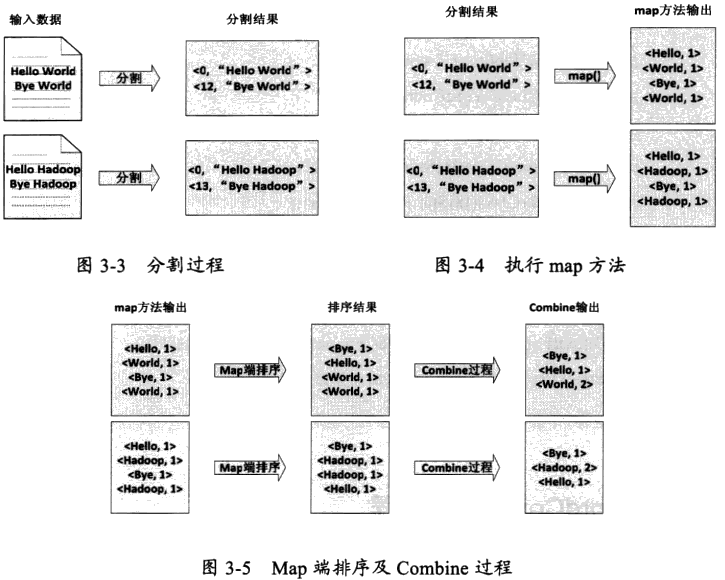 输入数据
分割结果
Hello World
Bye World
分割
<0, “Hello World” >
<12, “Bye World” >
Hello Hadoop
Bye Hadoop
分割
<0, “Hello Hadoop” >
<13, “Bye Hadoop” >
图 3-3 分割过程
分割结果
map方法输出
<0, “Hello World” >
<12, “Bye World” >
map()
<Hello, 1>
<World, 1>
<Bye, 1>
<World, 1>
<0, “Hello Hadoop” >
<13, “Bye Hadoop” >
map()
<Hello, 1>
<Hadoop, 1>
<Bye, 1>
<Hadoop, 1>
图 3-4 执行 map 方法
map方法输出
排序结果
Combine输出
<Hello, 1>
<World, 1>
<Bye, 1>
<World, 1>
Map端排序
<Bye, 1>
<Hello, 1>
<World, 1>
<World, 1>
Combine过程
<Bye, 1>
<Hello, 1>
<World, 2>
<Hello, 1>
<Hadoop, 1>
<Bye, 1>
<Hadoop, 1>
Map端排序
<Bye, 1>
<Hadoop, 1>
<Hadoop, 1>
<Hello, 1>
Combine过程
<Bye, 1>
<Hadoop, 2>
<Hello, 1>
图 3-5 Map 端排序及 Combine 过程